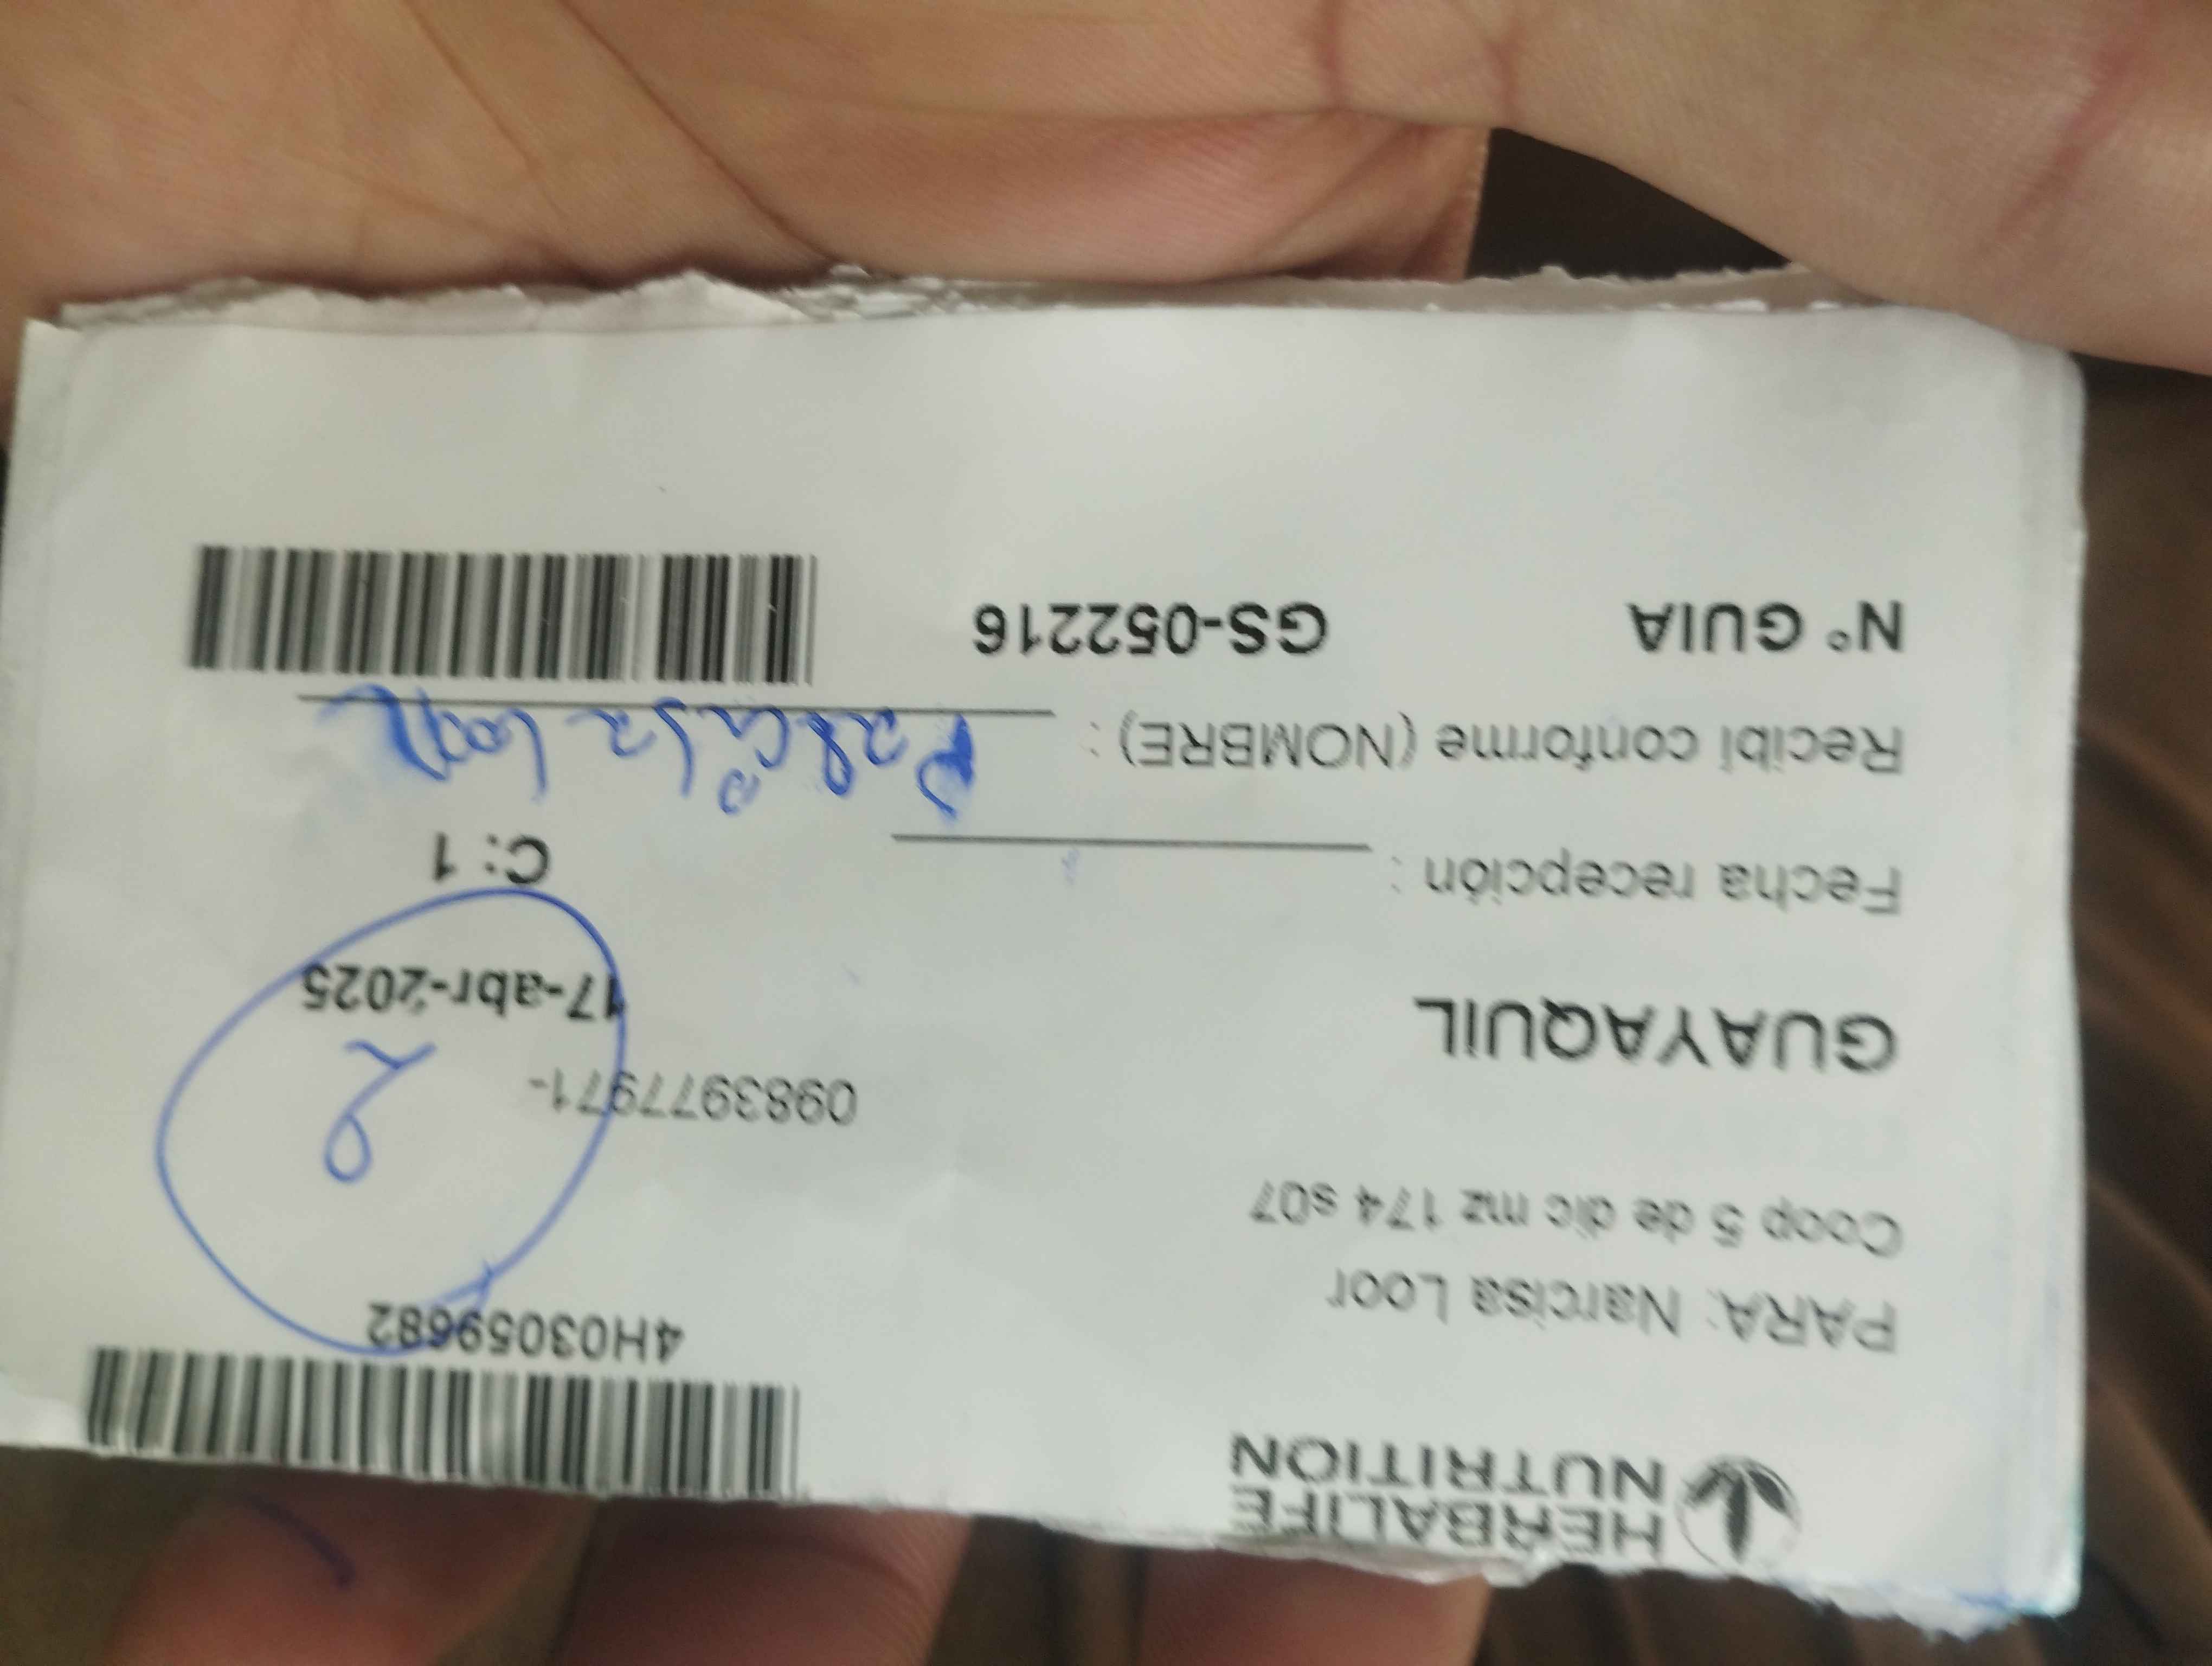 HERBALIFE
NUTRITION
4H03059682
PARA: Narcisa Loor
Coop 5 de dic mz 174 s07
0983977971-
2
GUAYAQUIL
17-abr-2025
Fecha recepción :
C: 1
Recibí conforme (NOMBRE) :
N° GUIA GS-052216